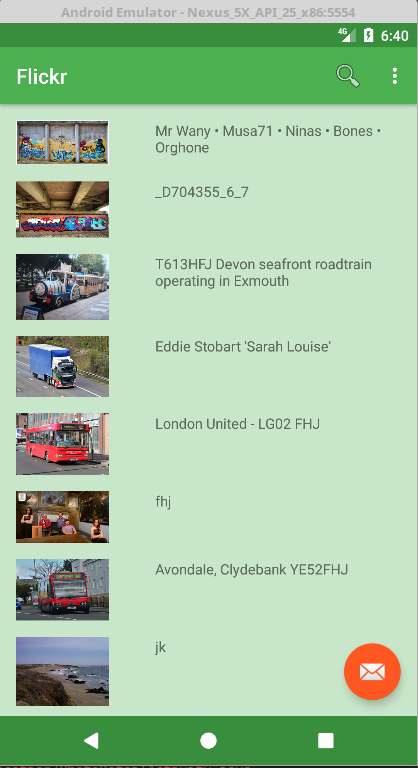 Android Emulator - Nexus_5X_API_25_x86:5554
4G
6:40
Flickr
Mr Wany • Musa71 • Ninas • Bones •
Orghone
_D704355_6_7
T613HFJ Devon seafront roadtrain
operating in Exmouth
Eddie Stobart 'Sarah Louise'
London United - LG02 FHJ
fhj
Avondale, Clydebank YE52FHJ
jk